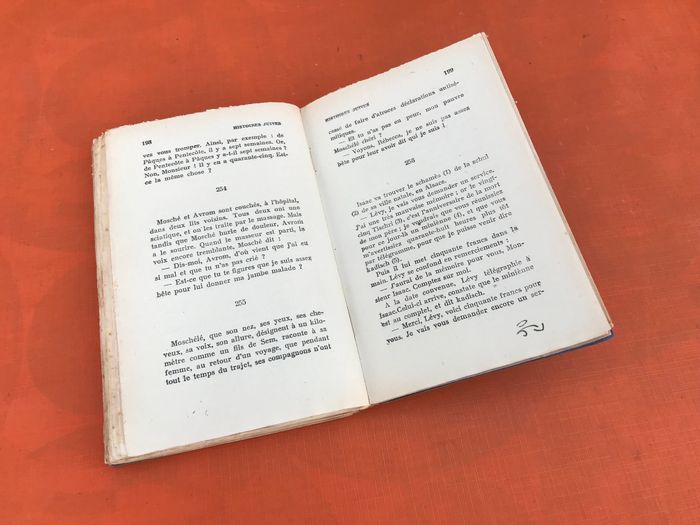 198
HISTOIRES JUIVES
ves vous tromper. Ainsi, par exemple : de
Pâques à Pentecôte, il y a sept semaines. Or,
de Pentecôte à Pâques y a-t-il sept semaines ?
Non, Monsieur ! Il y en a quarante-cinq. Est-
ce la même chose ?
254
Mosché et Avrom sont couchés, à l'hôpital,
dans deux lits voisins. Tous deux ont une
sciatique, et on les traite par le massage. Mais
tandis que Mosché hurle de douleur, Avrom
a le sourire. Quand le masseur est parti, la
voix encore tremblante, Mosché dit :
— Dis-moi, Avrom, d'où vient que j'ai eu
si mal et que tu n'as pas crié ?
— Est-ce que tu te figures que je suis assez
bête pour lui donner ma jambe malade ?
255
Moschélé, que son nez, ses yeux, ses che-
veux, sa voix, son allure, désignent à un kilo-
mètre comme un fils de Sem, raconte à sa
femme, au retour d'un voyage, que pendant
tout le temps du trajet, ses compagnons n'ont
HISTOIRES JUIVES
199
cessé de faire d'atroces déclarations antisé-
mitiques.
— Et tu n'as pas eu peur, mon pauvre
Moschélé chéri ?
— Voyons, Rébecca, je ne suis pas assez
bête pour leur avoir dit qui je suis !
256
Isaac va trouver le schamès (1) de la schul
(2) de sa ville natale, en Alsace.
— Lévy, je vais vous demander un service.
J'ai une très mauvaise mémoire ; or le vingt-
cinq Tischri (3), c'est l'anniversaire de la mort
de mon père ; je voudrais que vous réunissiez
pour ce jour-là un miniène (4), et que vous
m'avertissiez quarante-huit heures plus tôt
par télégramme, pour que je puisse venir dire
kadisch (5).
Puis il lui met cinquante francs dans la
main. Lévy se confond en remerciements :
— J'aurai de la mémoire pour vous, Mon-
sieur Isaac. Comptez sur moi.
A la date convenue, Lévy télégraphie à
Isaac. Celui-ci arrive, constate que le miniène
est au complet, et dit kadisch.
— Merci, Lévy, voici cinquante francs pour
vous. Je vais vous demander encore un ser-